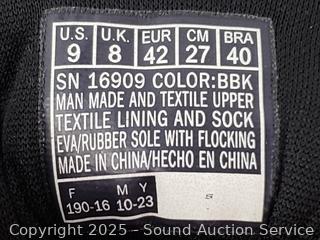 U.S. U.K. EUR CM BRA
9 8 42 27 40
SN 16909 COLOR:BBK
MAN MADE AND TEXTILE UPPER
TEXTILE LINING AND SOCK
EVA/RUBBER SOLE WITH FLOCKING
MADE IN CHINA/HECHO EN CHINA
F M Y
190-16 10-23
S
Copyright 2025 - Sound Auction Service